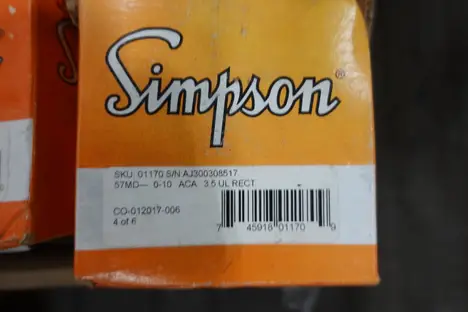 Simpson®
SKU 01170 S/N AJ300308517
57MD— 0-10 ACA 3.5 UL RECT
CO-012017-006
4 of 6
7 45918 01170 9